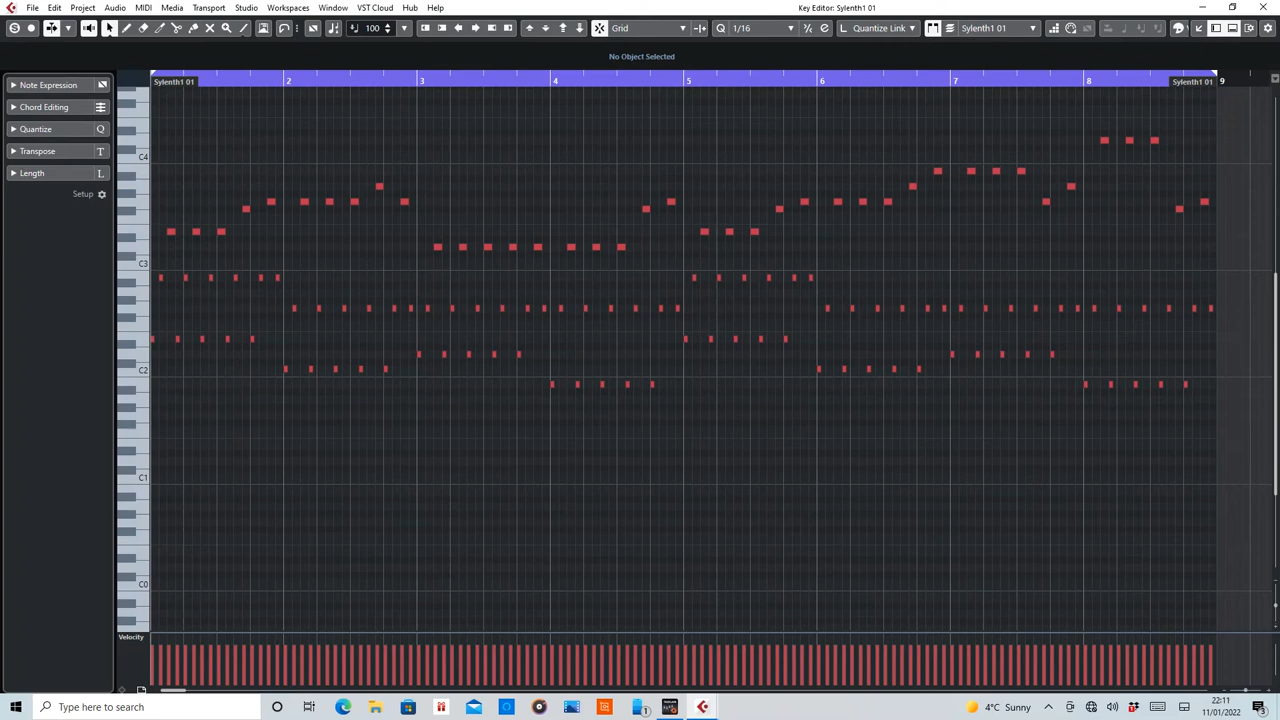 File Edit Project Audio MIDI Media Transport Studio Workspaces Window VST Cloud Hub Help
Key Editor: Sylenth1 01
S 100 Grid Q 1/16 Quantize Link Sylenth1 01
No Object Selected
Sylenth1 01 2 3 4 5 6 7 8 Sylenth1 01 9
Note Expression
Chord Editing
Quantize Q
Transpose T
Length L
Setup
C4
C3
C2
C1
C0
Velocity
Type here to search
1
4°C Sunny
22:11
11/01/2022
3